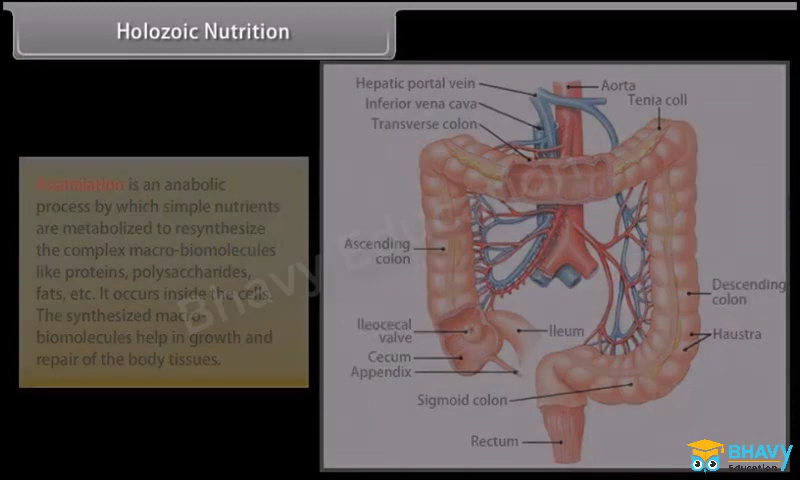 Holozoic Nutrition
Assimilation is an anabolic
process by which simple nutrients
are metabolized to resynthesize
the complex macro-biomolecules
like proteins, polysaccharides,
fats, etc. It occurs inside the cells.
The synthesized macro-
biomolecules help in growth and
repair of the body tissues.
Hepatic portal vein
Inferior vena cava
Transverse colon
Aorta
Tenia coll
Ascending
colon
Descending
colon
Haustra
Ileocecal
valve
Ileum
Cecum
Appendix
Sigmoid colon
Rectum
Bhavy Education
BHAVY
Education